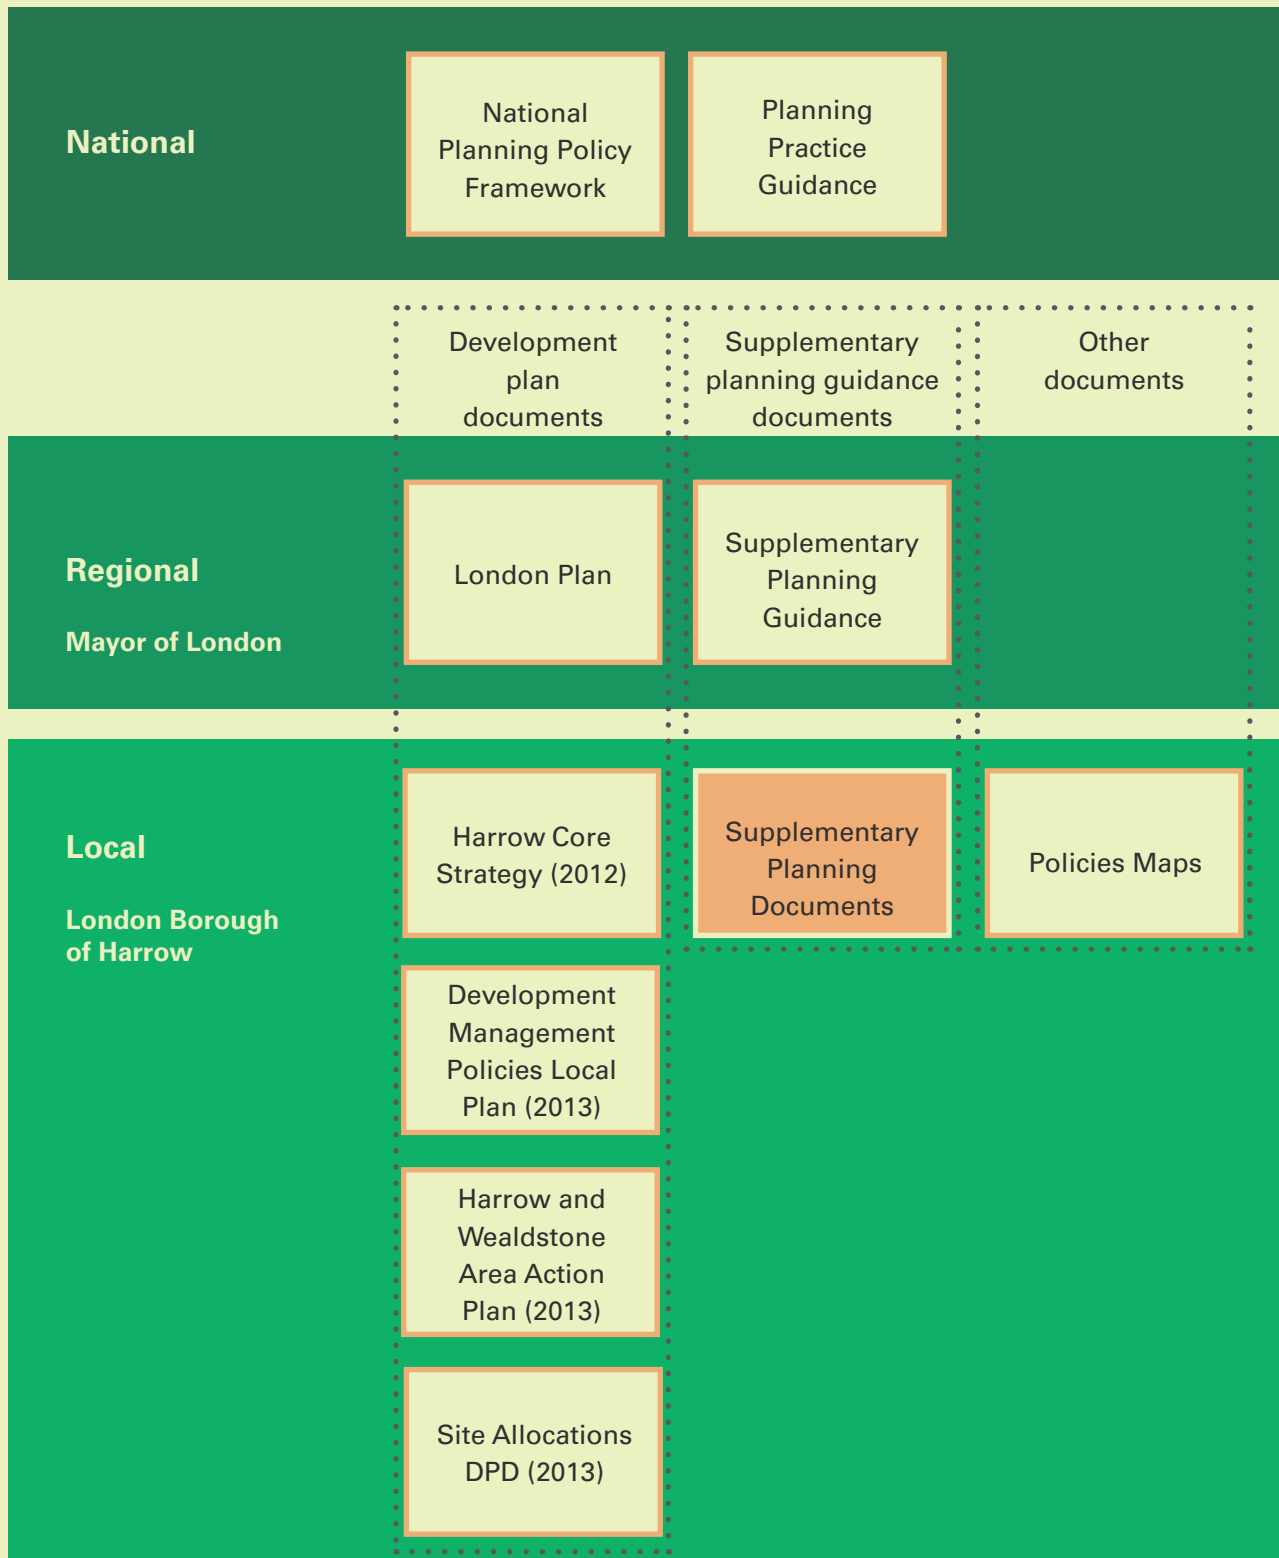 National
National
Planning Policy
Framework
Planning
Practice
Guidance
Development
plan
documents
Supplementary
planning guidance
documents
Other
documents
Regional
Mayor of London
London Plan
Supplementary
Planning
Guidance
Local
London Borough
of Harrow
Harrow Core
Strategy (2012)
Supplementary
Planning
Documents
Policies Maps
Development
Management
Policies Local
Plan (2013)
Harrow and
Wealdstone
Area Action
Plan (2013)
Site Allocations
DPD (2013)